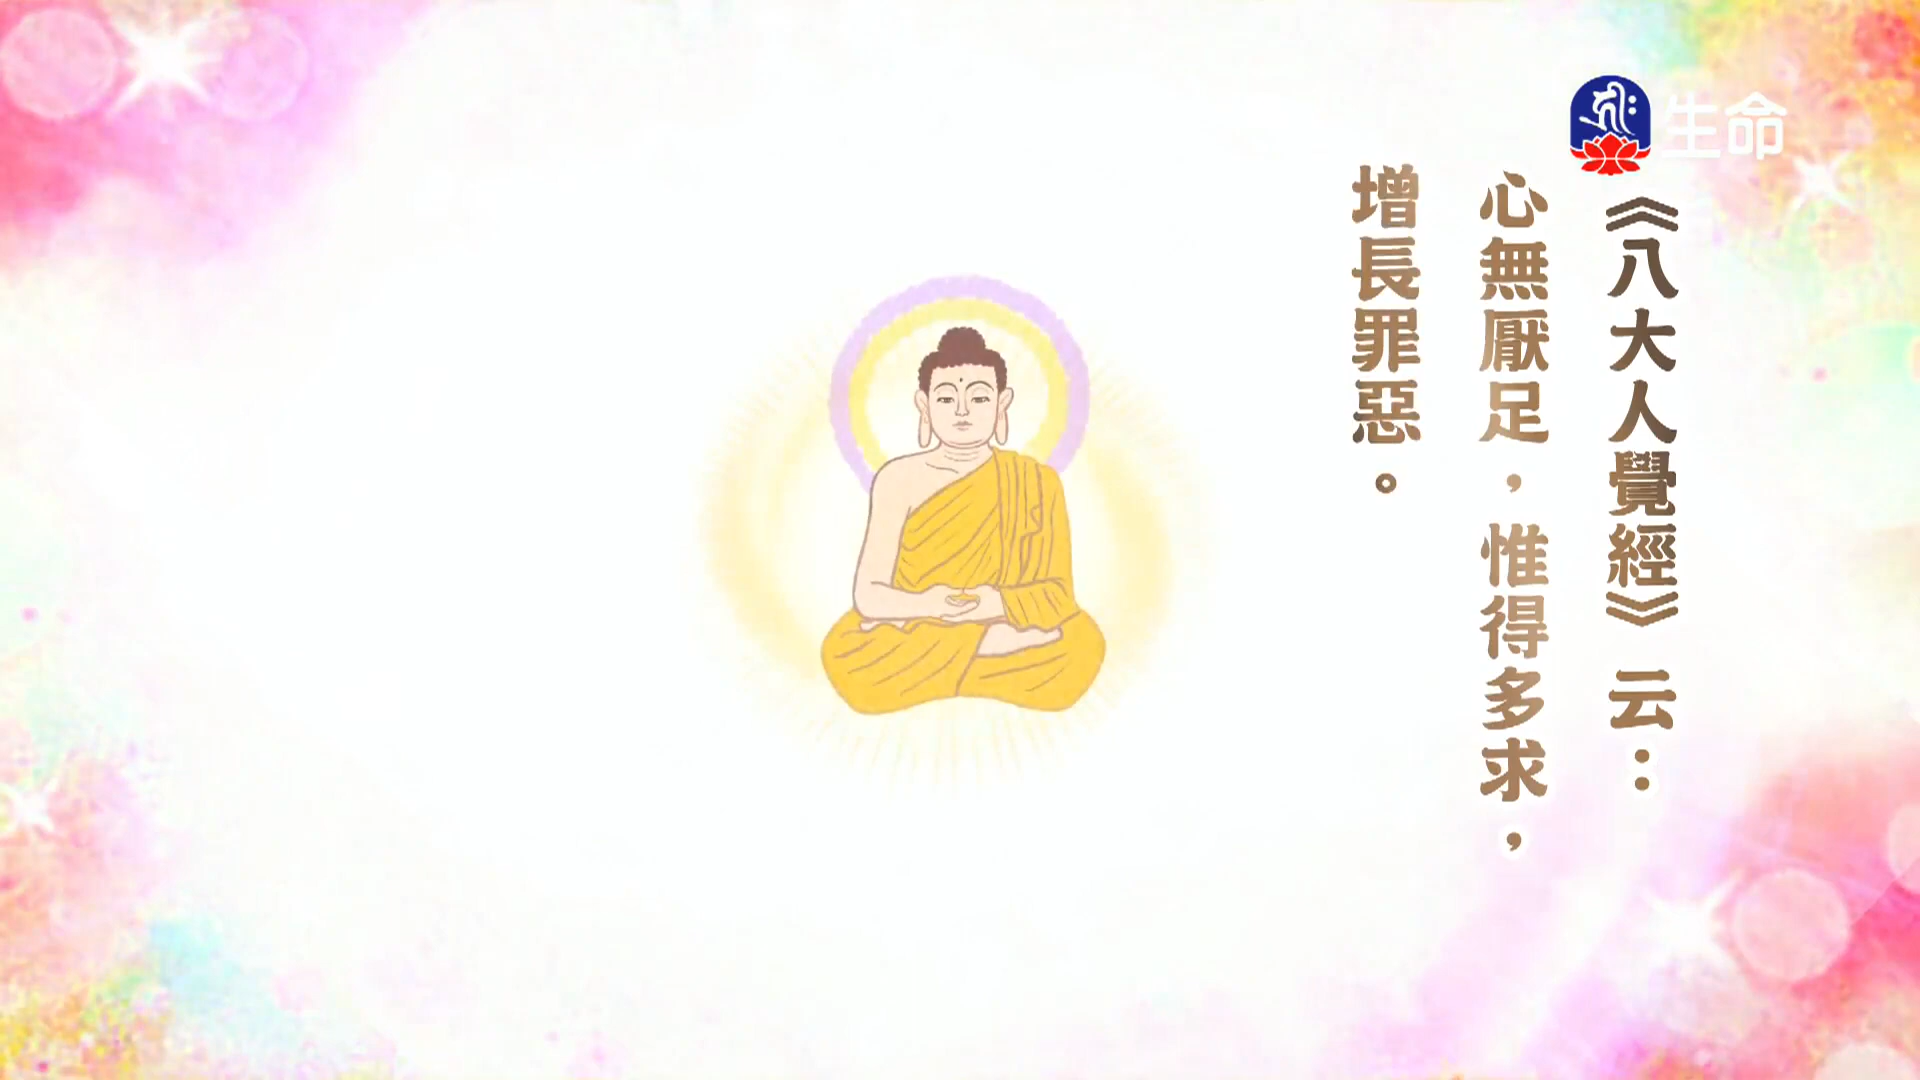 生命
《八大人覺經》云：
心無厭足，惟得多求，
增長罪惡。